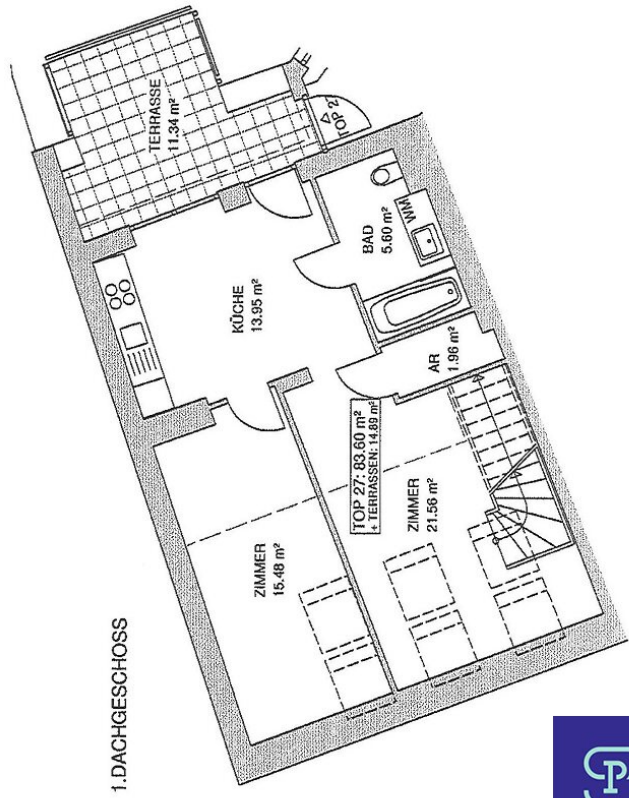 1.DACHGESCHOSS
TERRASSE
11.34 m²
TOP 2
KÜCHE
13.95 m²
BAD
5.60 m²
WM
AR
1.96 m²
ZIMMER
15.48 m²
TOP 27: 83.60 m²
+ TERRASSEN: 14.89 m²
ZIMMER
21.56 m²